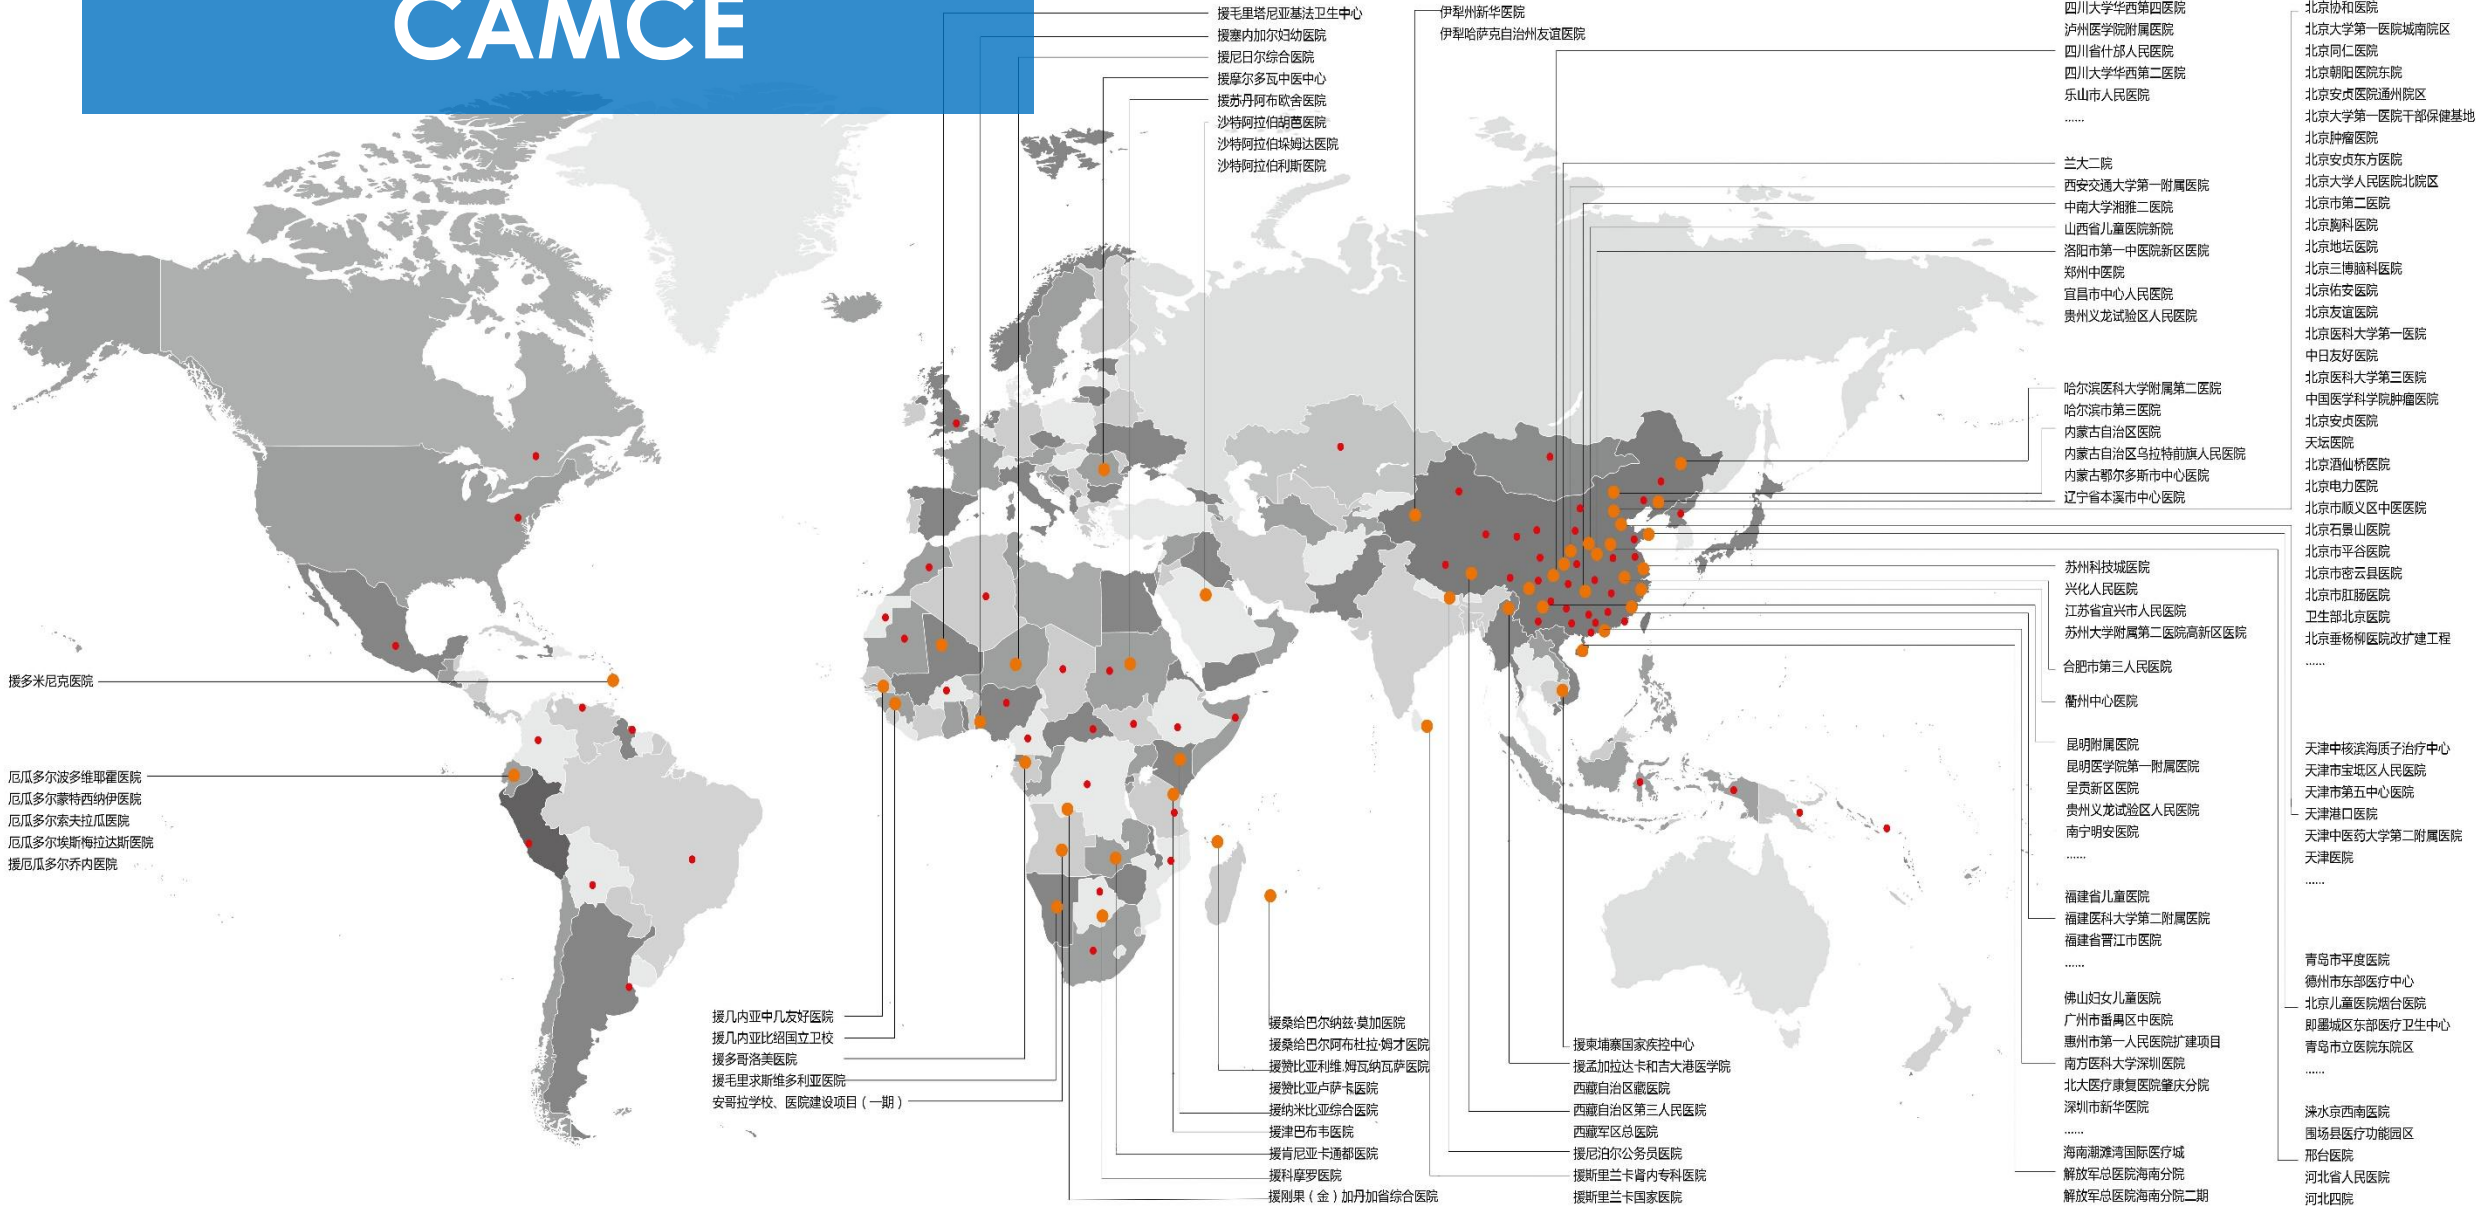 CAMCE
援毛里塔尼亚基法卫生中心
援塞内加尔妇幼医院
援尼日尔综合医院
援摩尔多瓦中医中心
援苏丹阿布欧舍医院
沙特阿拉伯胡芭医院
沙特阿拉伯垛姆达医院
沙特阿拉伯利斯医院
伊犁州新华医院
伊犁哈萨克自治州友谊医院
四川大学华西第四医院
泸州医学院附属医院
四川省什邡人民医院
四川大学华西第二医院
乐山市人民医院
......
兰大二院
西安交通大学第一附属医院
中南大学湘雅二医院
山西省儿童医院新院
洛阳市第一中医院新区医院
郑州中医院
宜昌市中心人民医院
贵州义龙试验区人民医院
哈尔滨医科大学附属第二医院
哈尔滨市第三医院
内蒙古自治区医院
内蒙古自治区乌拉特前旗人民医院
内蒙古鄂尔多斯市中心医院
辽宁省本溪市中心医院
苏州科技城医院
兴化人民医院
江苏省宜兴市人民医院
苏州大学附属第二医院高新区医院
合肥市第三人民医院
衢州中心医院
昆明附属医院
昆明医学院第一附属医院
呈贡新区医院
贵州义龙试验区人民医院
南宁明安医院
......
福建省儿童医院
福建医科大学第二附属医院
福建省晋江市医院
......
佛山妇女儿童医院
广州市番禺区中医院
惠州市第一人民医院扩建项目
南方医科大学深圳医院
北大医疗康复医院肇庆分院
深圳市新华医院
......
海南潮滩湾国际医疗城
解放军总医院海南分院
解放军总医院海南分院二期
北京协和医院
北京大学第一医院城南院区
北京同仁医院
北京朝阳医院东院
北京安贞医院通州院区
北京大学第一医院干部保健基地
北京肿瘤医院
北京安贞东方医院
北京大学人民医院北院区
北京市第二医院
北京胸科医院
北京地坛医院
北京三博脑科医院
北京佑安医院
北京友谊医院
北京医科大学第一医院
中日友好医院
北京医科大学第三医院
中国医学科学院肿瘤医院
北京安贞医院
天坛医院
北京酒仙桥医院
北京电力医院
北京市顺义区中医医院
北京石景山医院
北京市平谷医院
北京市密云县医院
北京市肛肠医院
卫生部北京医院
北京垂杨柳医院改扩建工程
......
天津中核滨海质子治疗中心
天津市宝坻区人民医院
天津市第五中心医院
天津港口医院
天津中医药大学第二附属医院
天津医院
......
青岛市平度医院
德州市东部医疗中心
北京儿童医院烟台医院
即墨城区东部医疗卫生中心
青岛市立医院东院区
......
涞水京西南医院
围场县医疗功能园区
邢台医院
河北省人民医院
河北四院
援多米尼克医院
厄瓜多尔波多维耶霍医院
厄瓜多尔蒙特西纳伊医院
厄瓜多尔索夫拉瓜医院
厄瓜多尔埃斯梅拉达斯医院
援厄瓜多尔乔内医院
援几内亚中几友好医院
援几内亚比绍国立卫校
援多哥洛美医院
援毛里求斯维多利亚医院
安哥拉学校、医院建设项目（一期）
援桑给巴尔纳兹·莫加医院
援桑给巴尔阿布杜拉·姆才医院
援赞比亚利维.姆瓦纳瓦萨医院
援赞比亚卢萨卡医院
援纳米比亚综合医院
援津巴布韦医院
援肯尼亚卡通都医院
援科摩罗医院
援刚果（金）加丹加省综合医院
援柬埔寨国家疾控中心
援孟加拉达卡和吉大港医学院
西藏自治区藏医院
西藏自治区第三人民医院
西藏军区总医院
援尼泊尔公务员医院
援斯里兰卡肾内专科医院
援斯里兰卡国家医院